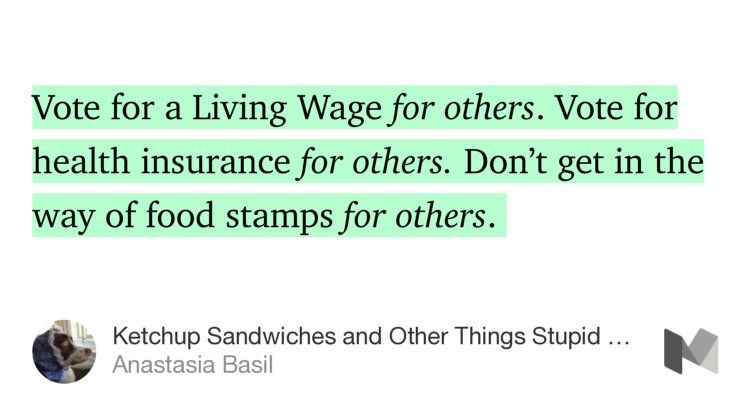 Vote for a Living Wage for others. Vote for
health insurance for others. Don’t get in the
way of food stamps for others.
Ketchup Sandwiches and Other Things Stupid …
Anastasia Basil